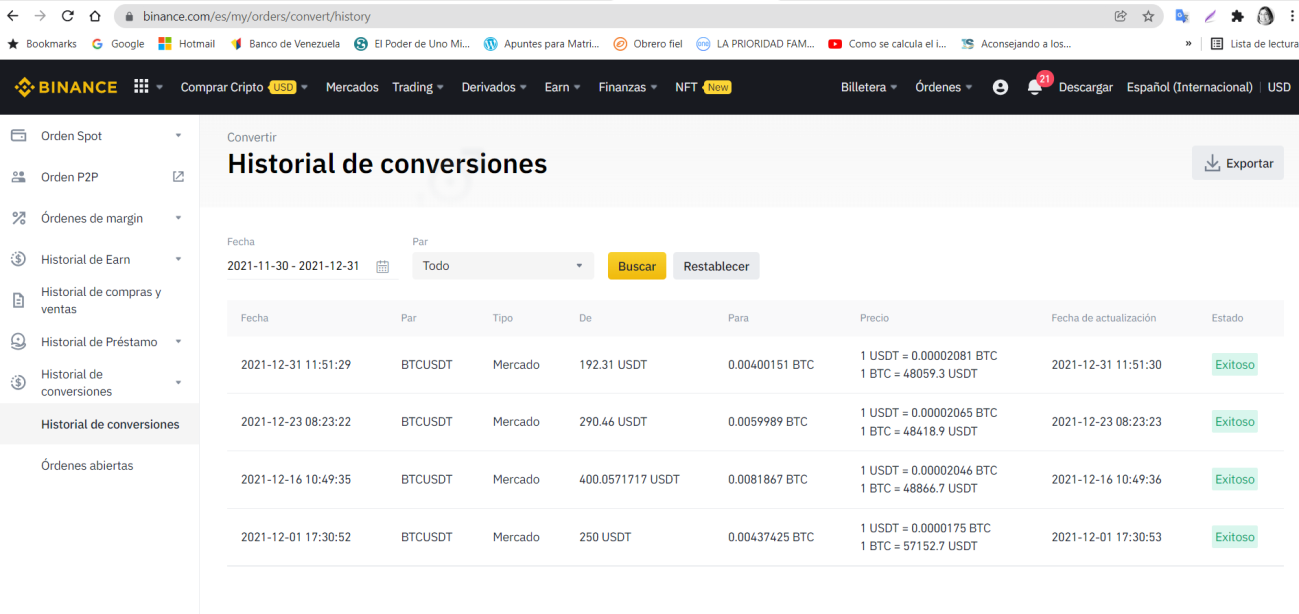 binance.com/es/my/orders/convert/history
Bookmarks Google Hotmail Banco de Venezuela El Poder de Uno Mi... Apuntes para Matri... Obrero fiel one LA PRIORIDAD FAM... Como se calcula el i... Aconsejando a los... » Lista de lectura
BINANCE Comprar Cripto USD Mercados Trading Derivados Earn Finanzas NFT New Billetera Órdenes 21 Descargar Español (Internacional) | USD
Orden Spot
Orden P2P
Órdenes de margin
Historial de Earn
Historial de compras y
ventas
Historial de Préstamo
Historial de
conversiones
Historial de conversiones
Órdenes abiertas
Convertir
Historial de conversiones
Exportar
Fecha Par
2021-11-30 - 2021-12-31 Todo Buscar Restablecer
Fecha Par Tipo De Para Precio Fecha de actualización Estado
2021-12-31 11:51:29 BTCUSDT Mercado 192.31 USDT 0.00400151 BTC 1 USDT = 0.00002081 BTC 2021-12-31 11:51:30 Exitoso
1 BTC = 48059.3 USDT
2021-12-23 08:23:22 BTCUSDT Mercado 290.46 USDT 0.0059989 BTC 1 USDT = 0.00002065 BTC 2021-12-23 08:23:23 Exitoso
1 BTC = 48418.9 USDT
2021-12-16 10:49:35 BTCUSDT Mercado 400.0571717 USDT 0.0081867 BTC 1 USDT = 0.00002046 BTC 2021-12-16 10:49:36 Exitoso
1 BTC = 48866.7 USDT
2021-12-01 17:30:52 BTCUSDT Mercado 250 USDT 0.00437425 BTC 1 USDT = 0.0000175 BTC 2021-12-01 17:30:53 Exitoso
1 BTC = 57152.7 USDT